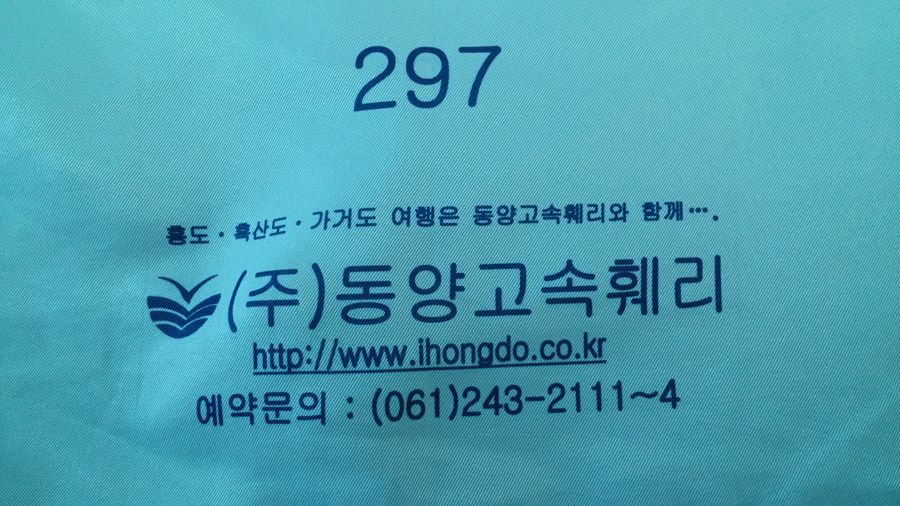 297
홍도·흑산도·가거도 여행은 동양고속훼리와 함께….
(주)동양고속훼리
http://www.ihongdo.co.kr
예약문의 : (061)243-2111~4